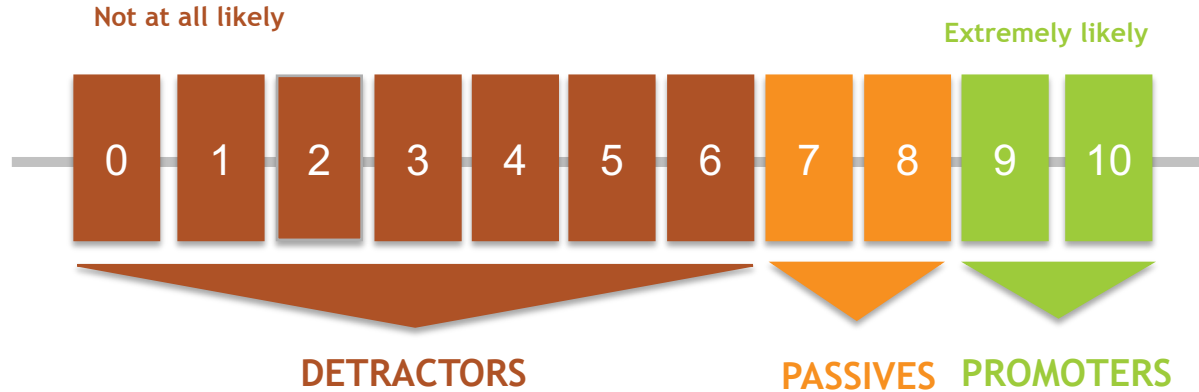 Not at all likely
Extremely likely
0 1 2 3 4 5 6 7 8 9 10
DETRACTORS PASSIVES PROMOTERS